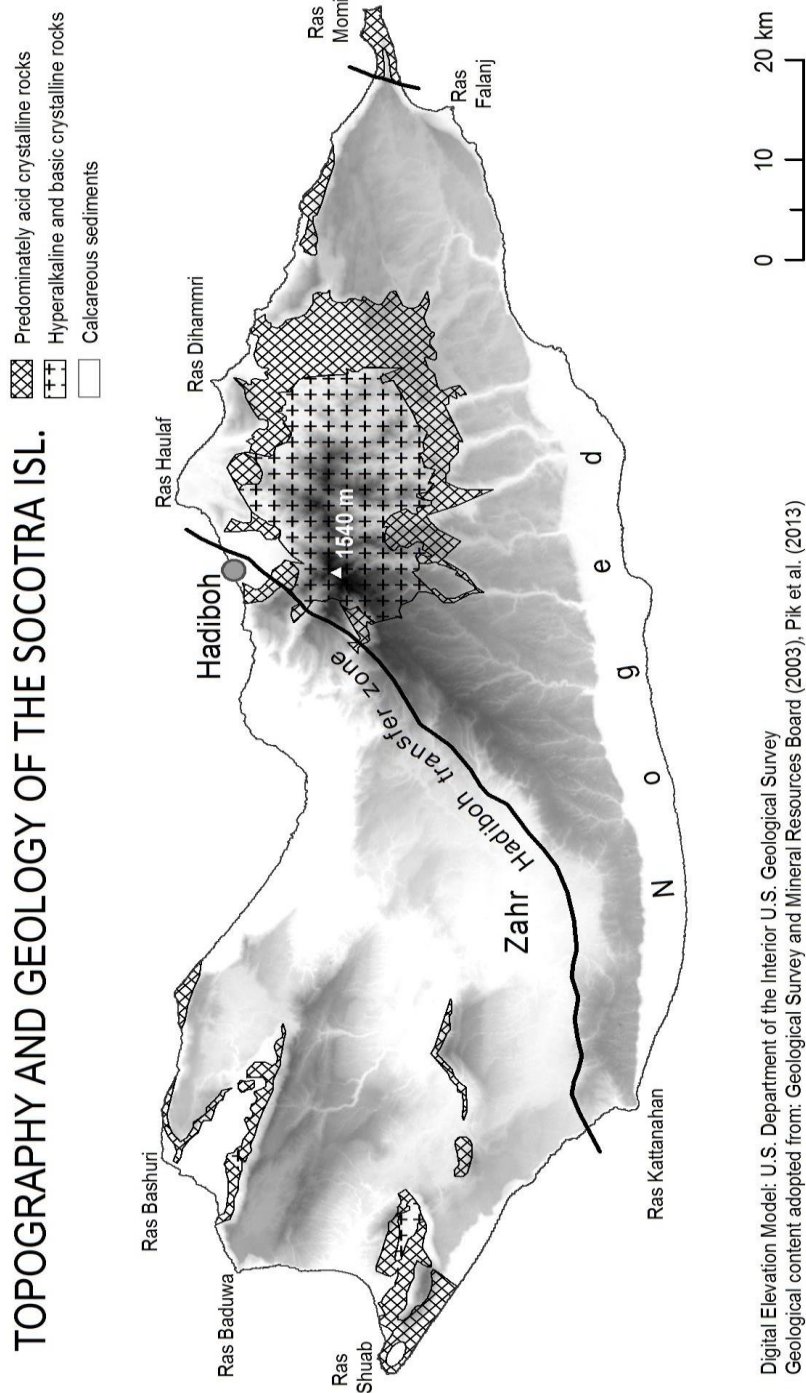 TOPOGRAPHY AND GEOLOGY OF THE SOCOTRA ISL.
Predominately acid crystalline rocks
Hyperalkaline and basic crystalline rocks
Calcareous sediments
Ras Bashuri
Ras Baduwa
Ras
Shuab
Ras Haulaf
Ras Dihammri
Ras
Momi
Ras
Falanj
Hadiboh
1540 m
Hadiboh transfer zone
Zahr
Noged
Ras Kattanahan
0 10 20 km
Digital Elevation Model: U.S. Department of the Interior U.S. Geological Survey
Geological content adopted from: Geological Survey and Mineral Resources Board (2003), Pik et al. (2013)